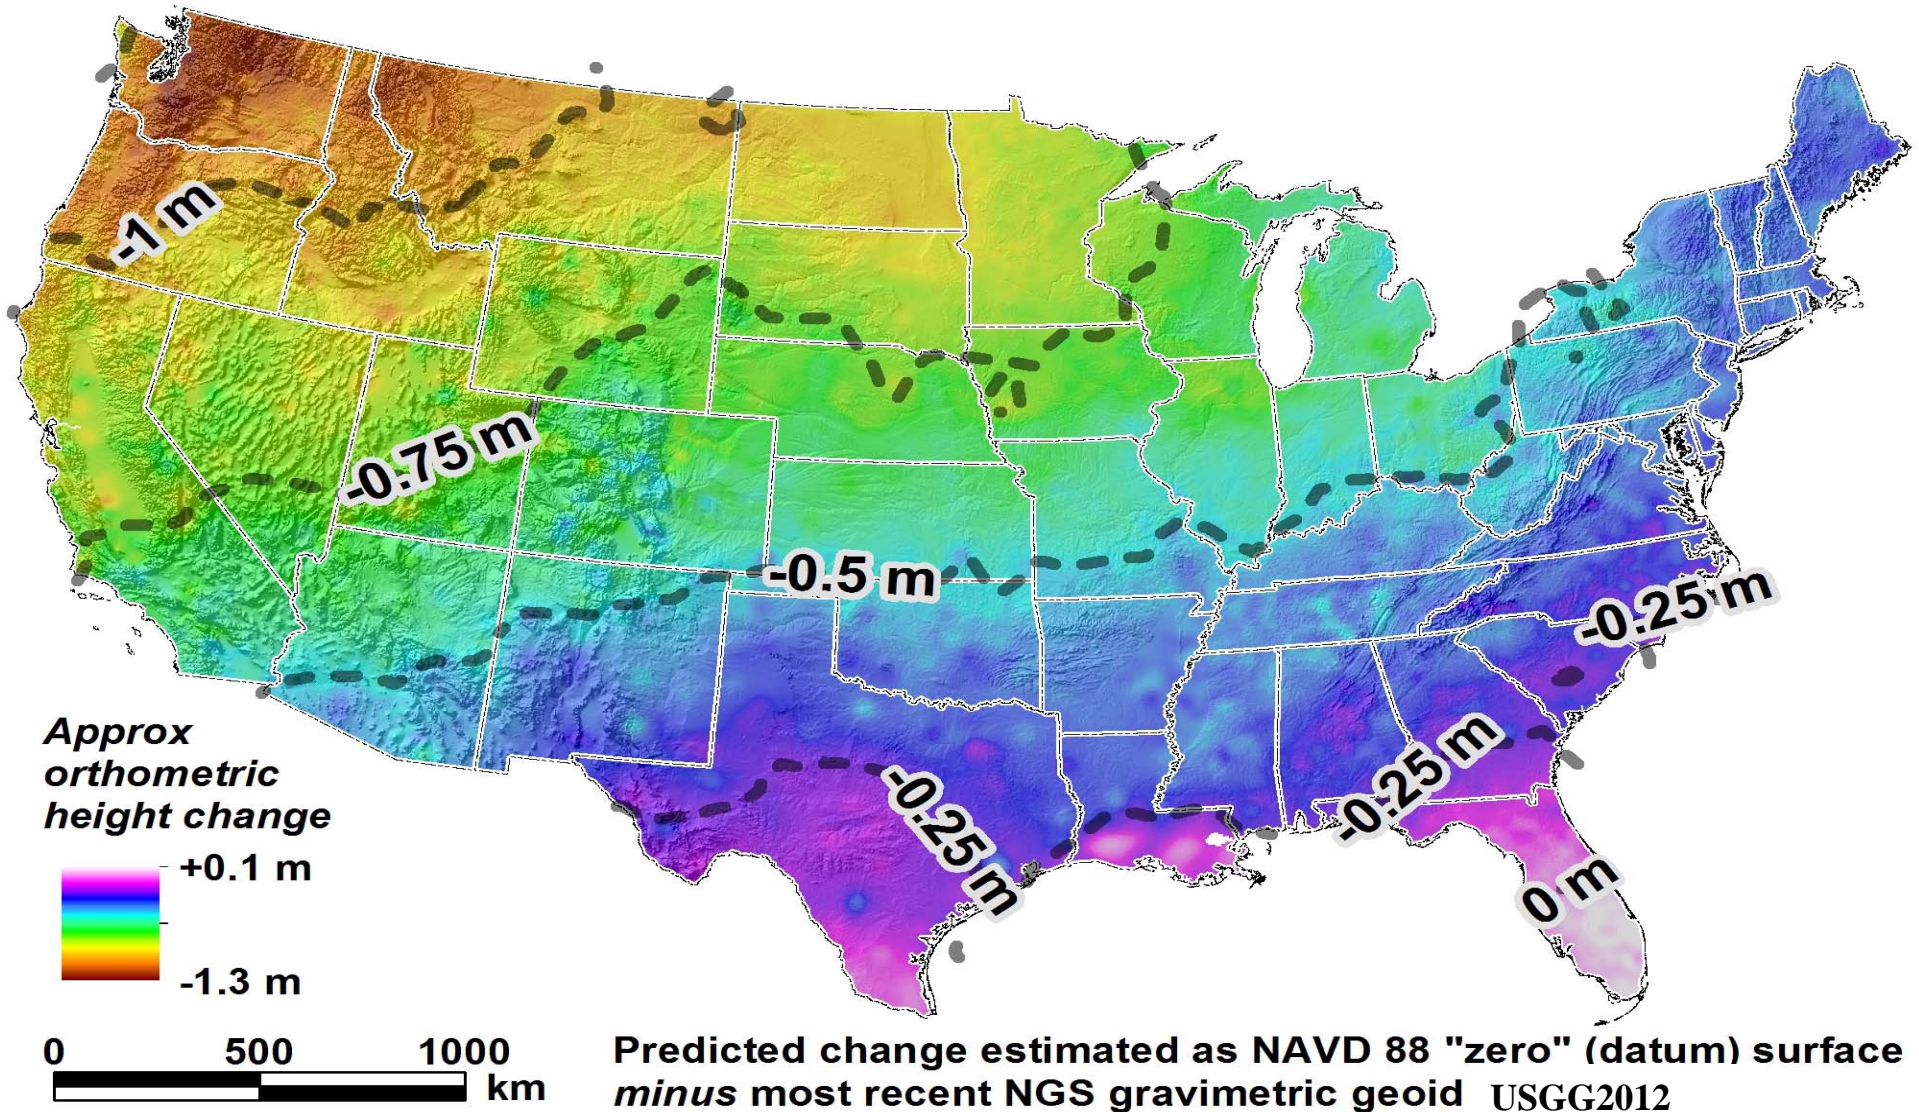 -1 m
-0.75 m
-0.5 m
-0.25 m
-0.25 m
-0.25 m
0 m
Approx
orthometric
height change
+0.1 m
-1.3 m
0 500 1000
km
Predicted change estimated as NAVD 88 "zero" (datum) surface
minus most recent NGS gravimetric geoid USGG2012